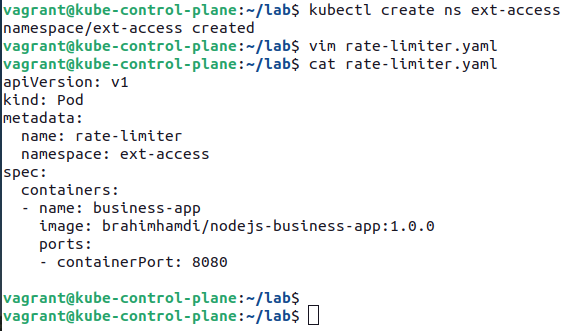 vagrant@kube-control-plane:~/lab$ kubectl create ns ext-access
namespace/ext-access created
vagrant@kube-control-plane:~/lab$ vim rate-limiter.yaml
vagrant@kube-control-plane:~/lab$ cat rate-limiter.yaml
apiVersion: v1
kind: Pod
metadata:
  name: rate-limiter
  namespace: ext-access
spec:
  containers:
  - name: business-app
    image: brahimhamdi/nodejs-business-app:1.0.0
    ports:
    - containerPort: 8080

vagrant@kube-control-plane:~/lab$
vagrant@kube-control-plane:~/lab$